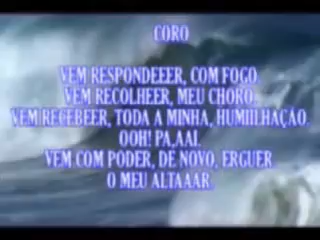 CORO
VEM RESPONDEEER, COM FOGO.
VEM RECOLHEER, MEU CHORO.
VEM RECEBEER, TODA A MINHA, HUMIIILHAÇÃO.
OOH! PA,AAI.
VEM COM PODER, DE NOVO, ERGUER
O MEU ALTAAAR.